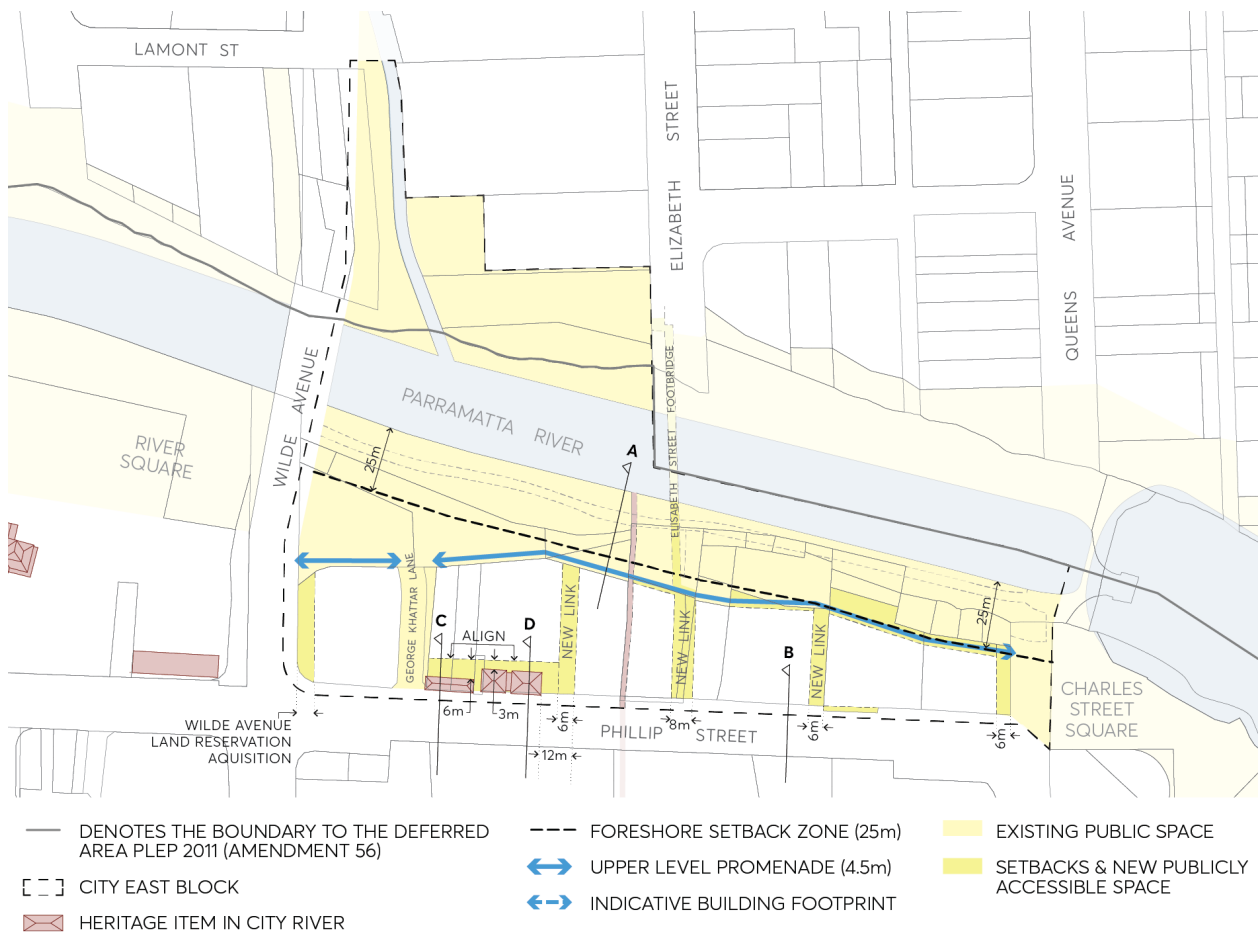 LAMONT ST
ELIZABETH STREET
QUEENS AVENUE
WILDE AVENUE
PARRAMATTA RIVER
RIVER
SQUARE
25m
A
ELISABETH STREET FOOTBRIDGE
GEORGE KHATTAR LANE
C
ALIGN
D
NEW LINK
NEW LINK
B
NEW LINK
25m
CHARLES
STREET
SQUARE
6m
3m
6m
8m
6m
6m
12m
PHILLIP STREET
WILDE AVENUE
LAND RESERVATION
AQUISITION
DENOTES THE BOUNDARY TO THE DEFERRED
AREA PLEP 2011 (AMENDMENT 56)
CITY EAST BLOCK
HERITAGE ITEM IN CITY RIVER
FORESHORE SETBACK ZONE (25m)
UPPER LEVEL PROMENADE (4.5m)
INDICATIVE BUILDING FOOTPRINT
EXISTING PUBLIC SPACE
SETBACKS & NEW PUBLICLY
ACCESSIBLE SPACE